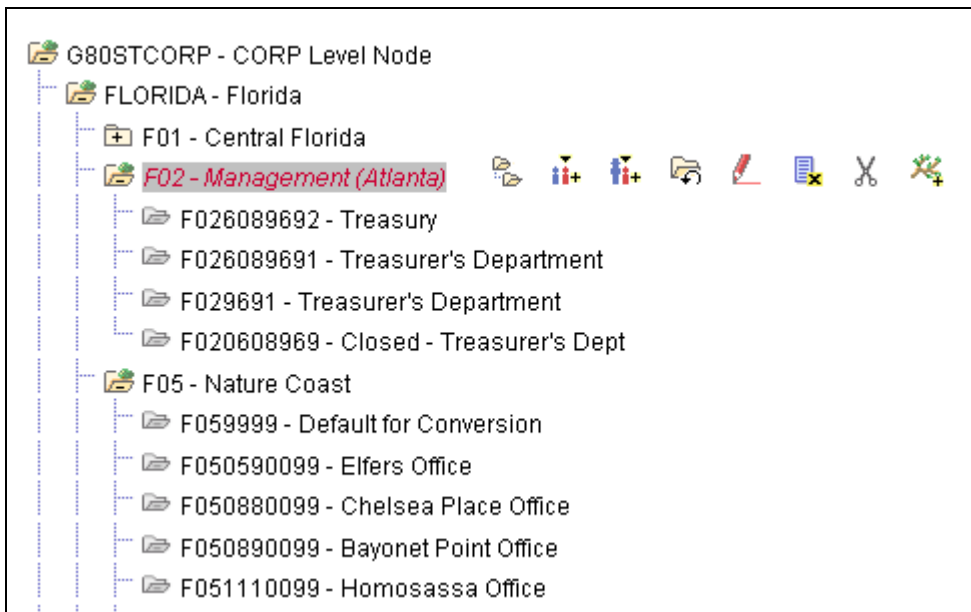 G80STCORP - CORP Level Node
FLORIDA - Florida
F01 - Central Florida
F02 - Management (Atlanta)
F026089692 - Treasury
F026089691 - Treasurer's Department
F029691 - Treasurer's Department
F020608969 - Closed - Treasurer's Dept
F05 - Nature Coast
F059999 - Default for Conversion
F050590099 - Elfers Office
F050880099 - Chelsea Place Office
F050890099 - Bayonet Point Office
F051110099 - Homosassa Office